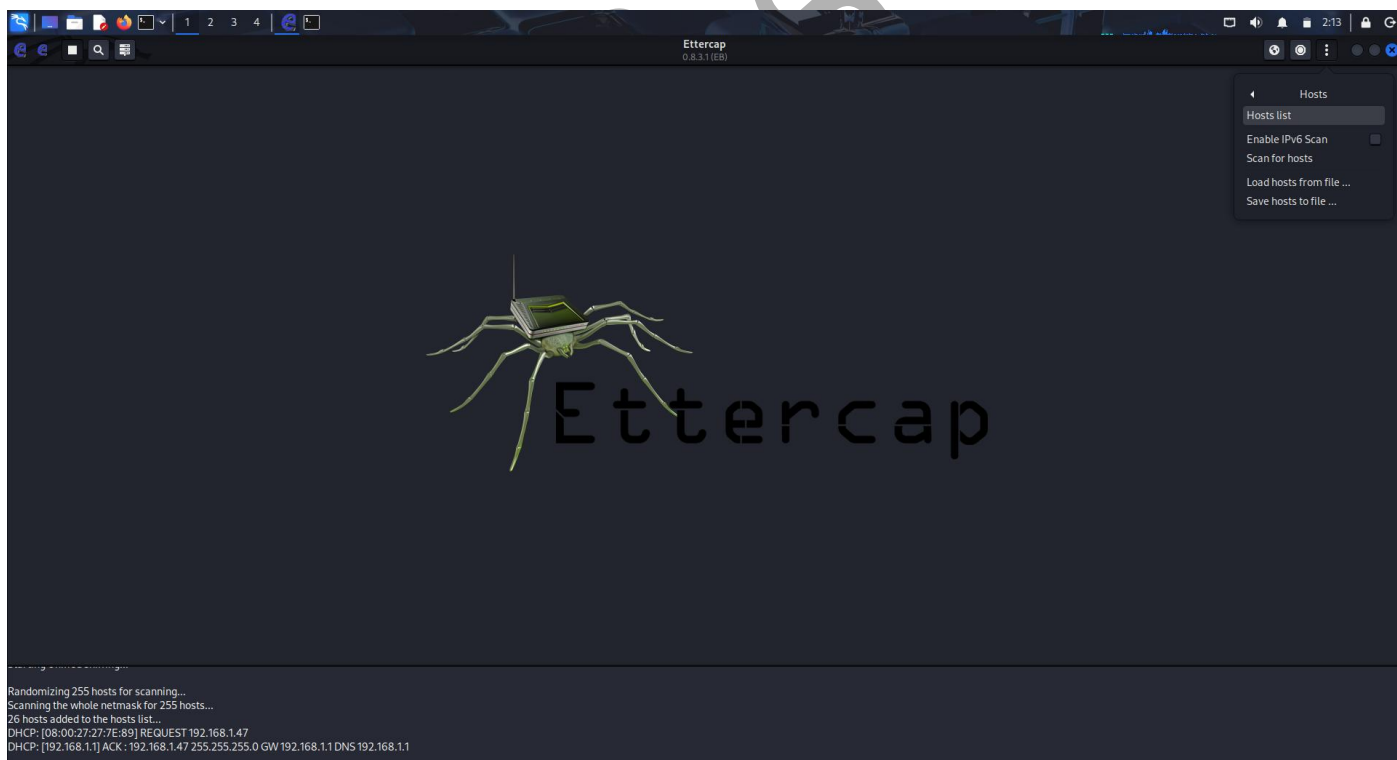 1 2 3 4
2:13
Ettercap
0.8.3.1 (EB)
Hosts
Hosts list
Enable IPv6 Scan
Scan for hosts
Load hosts from file ...
Save hosts to file ...
Ettercap
Randomizing 255 hosts for scanning...
Scanning the whole netmask for 255 hosts...
26 hosts added to the hosts list...
DHCP: [08:00:27:27:7E:89] REQUEST 192.168.1.47
DHCP: [192.168.1.1] ACK : 192.168.1.47 255.255.255.0 GW 192.168.1.1 DNS 192.168.1.1